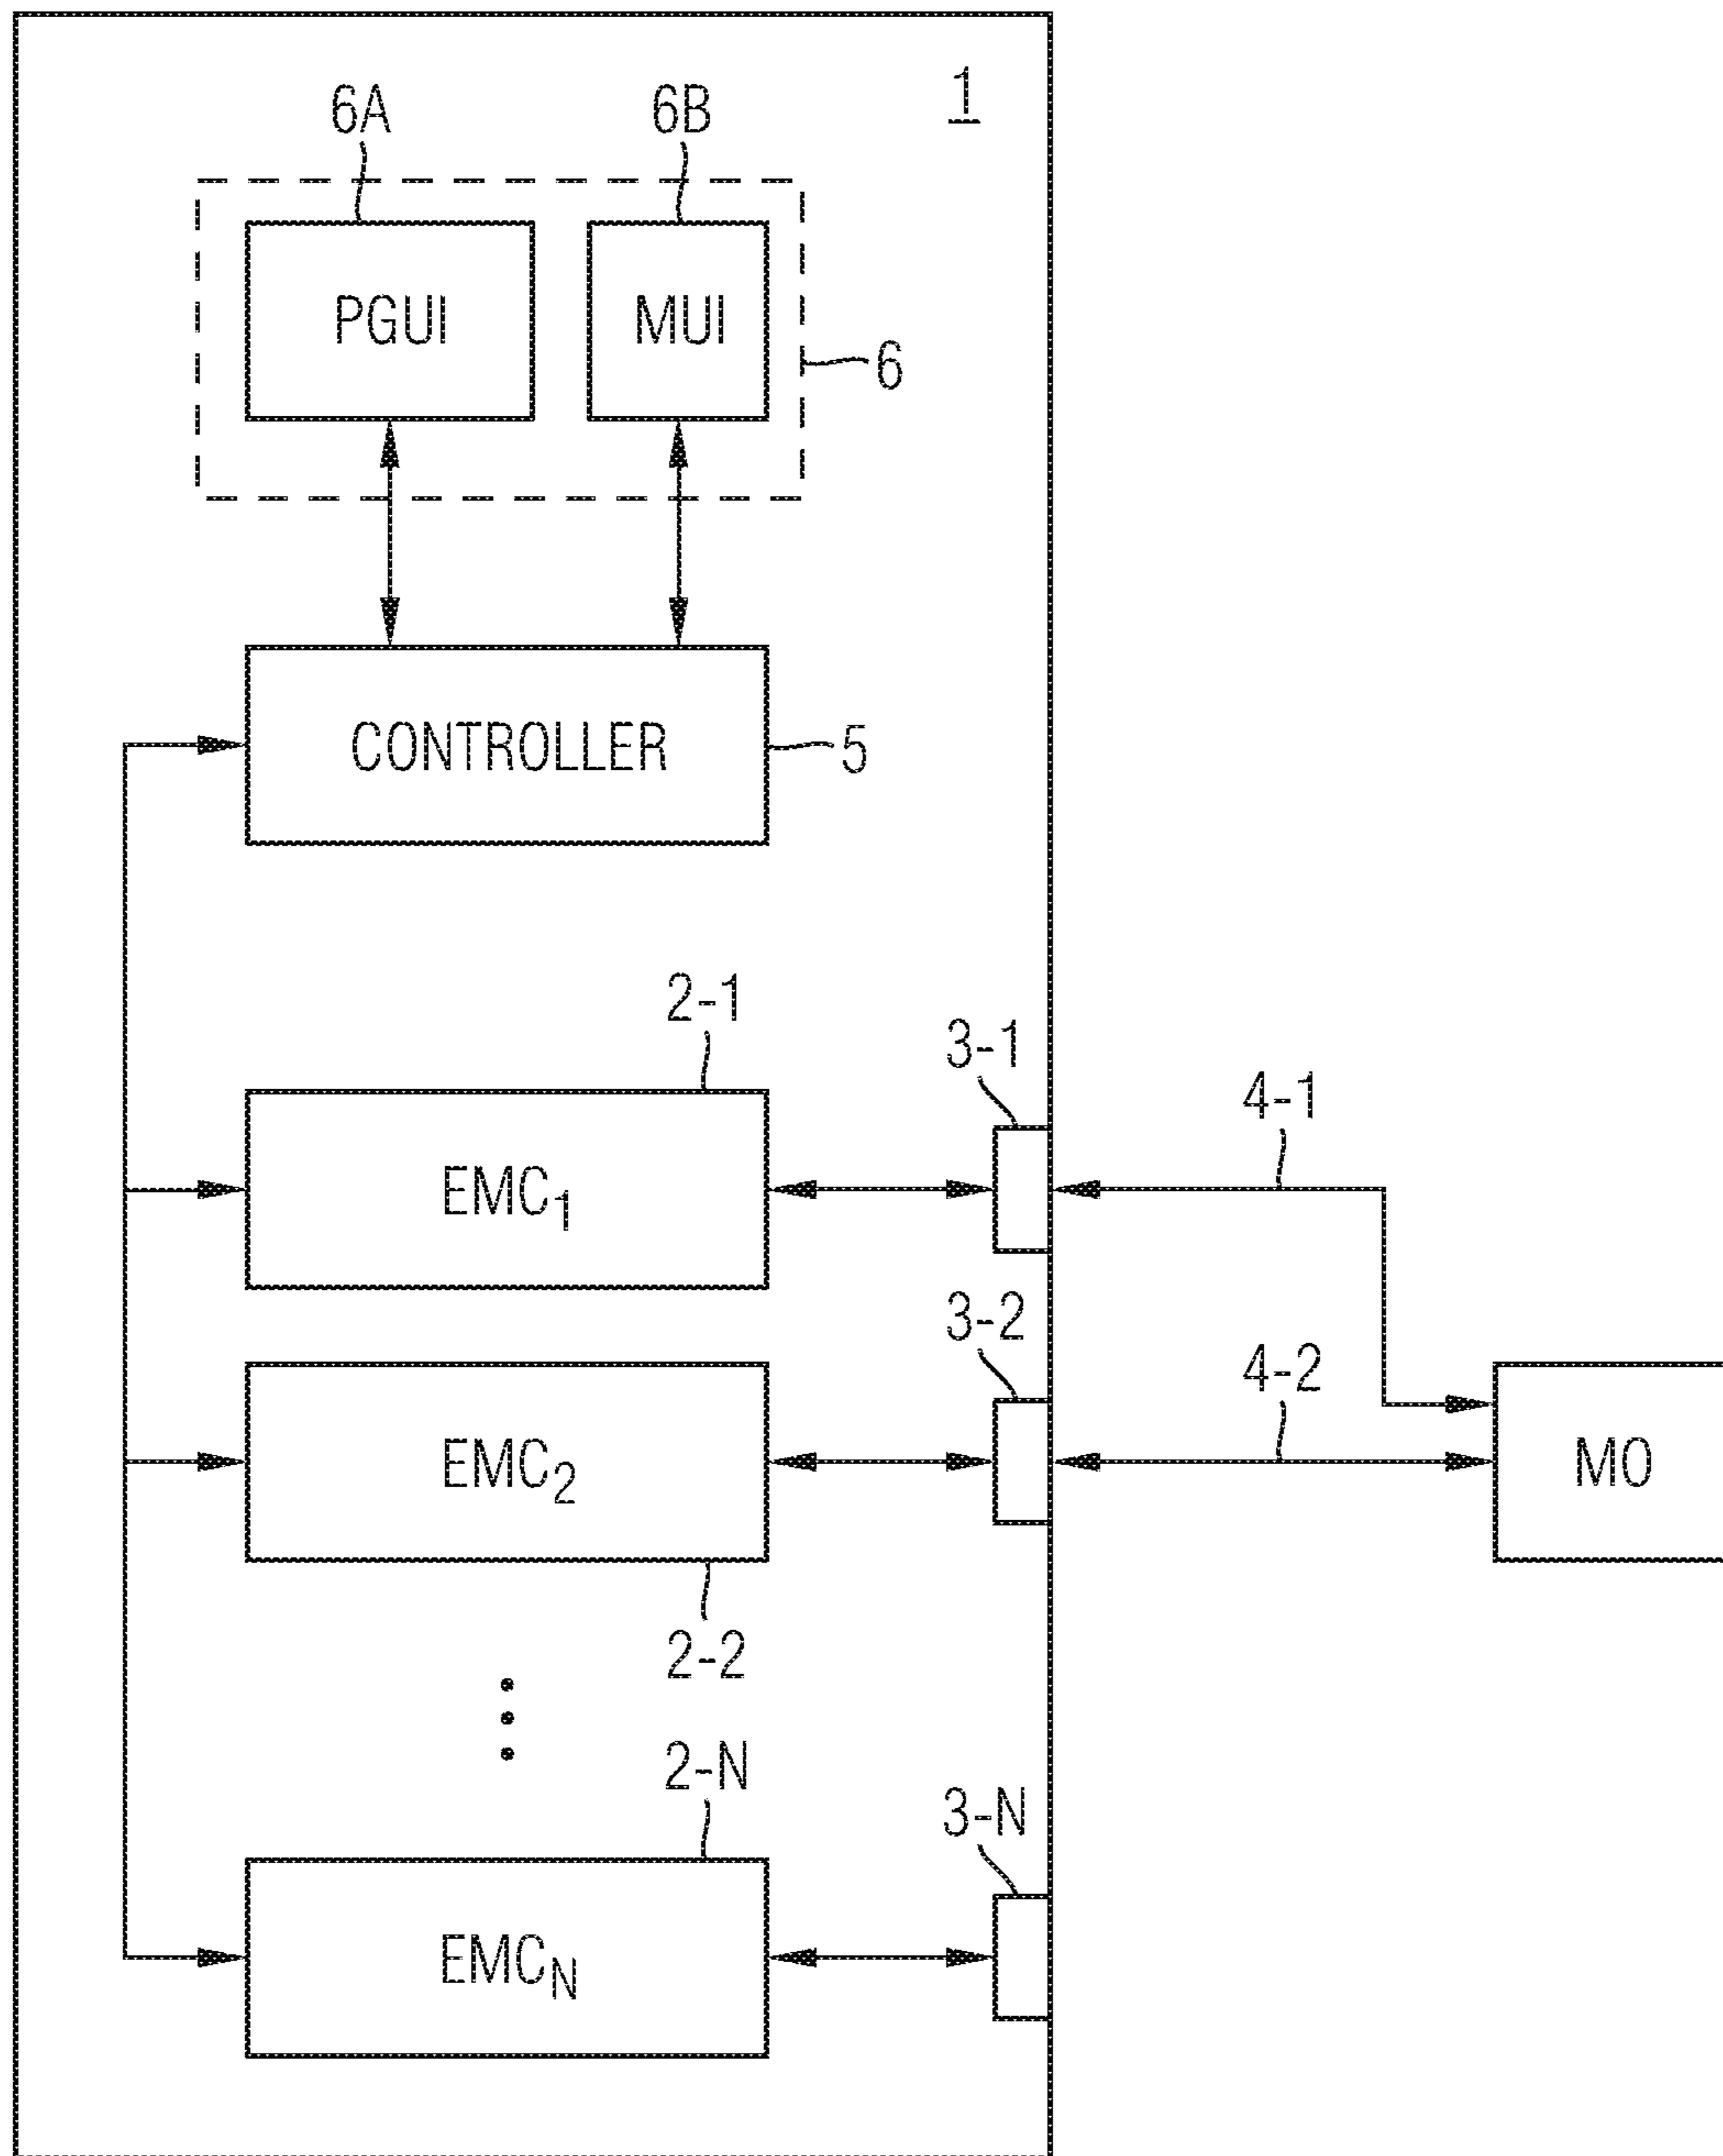 1
6A 6B
PGUI MUI
6
CONTROLLER 5
2-1
3-1
4-1
EMC₁
3-2
4-2
EMC₂
MO
2-2
2-N
3-N
EMC_N